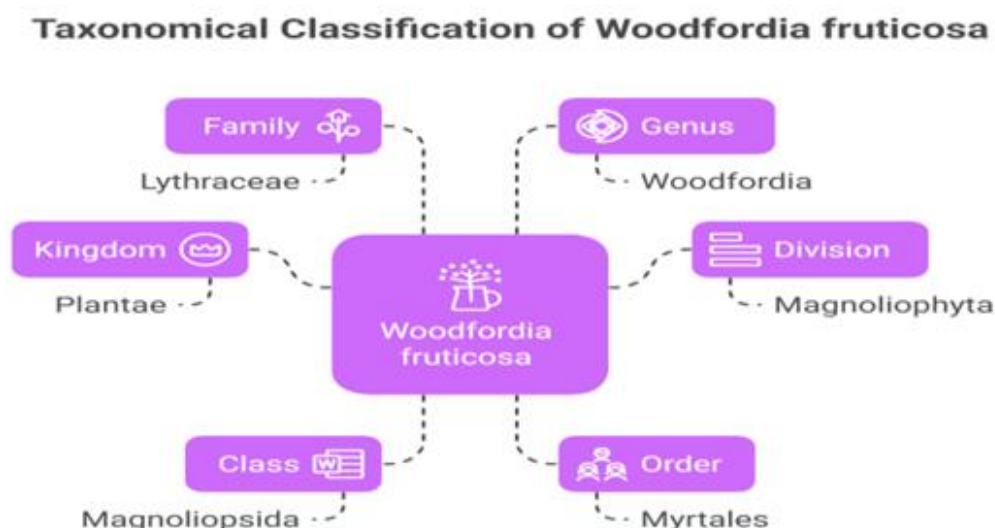 Taxonomical Classification of Woodfordia fruticosa
Family
Lythraceae
Genus
Woodfordia
Kingdom
Plantae
Division
Magnoliophyta
Woodfordia
fruticosa
Class
Magnoliopsida
Order
Myrtales